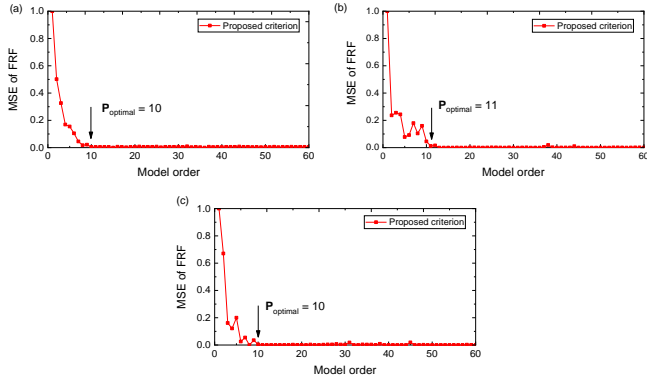 (a)
1.0
0.8
0.6
0.4
0.2
0.0
MSE of FRF
Proposed criterion
P optimal = 10
0 10 20 30 40 50 60
Model order
(b)
1.0
0.8
0.6
0.4
0.2
0.0
MSE of FRF
Proposed criterion
P optimal = 11
0 10 20 30 40 50 60
Model order
(c)
1.0
0.8
0.6
0.4
0.2
0.0
MSE of FRF
Proposed criterion
P optimal = 10
0 10 20 30 40 50 60
Model order